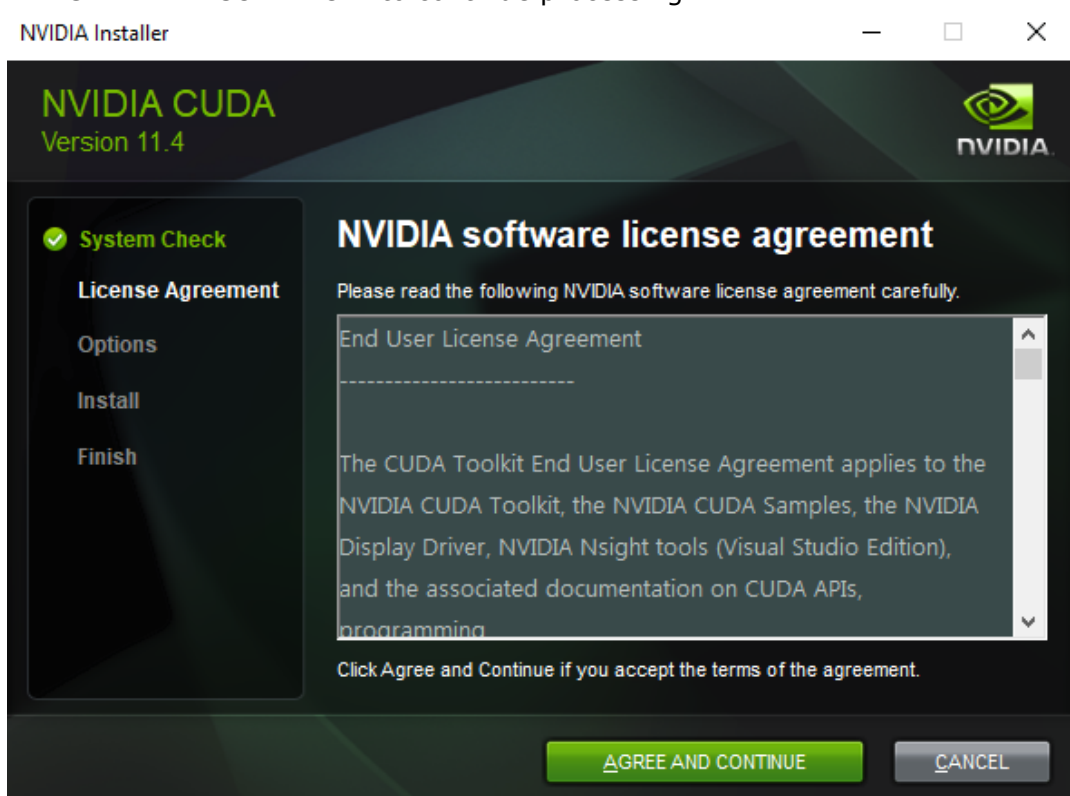 NVIDIA Installer
NVIDIA CUDA
Version 11.4
NVIDIA.
System Check
License Agreement
Options
Install
Finish
NVIDIA software license agreement
Please read the following NVIDIA software license agreement carefully.
End User License Agreement
--------------------------
The CUDA Toolkit End User License Agreement applies to the
NVIDIA CUDA Toolkit, the NVIDIA CUDA Samples, the NVIDIA
Display Driver, NVIDIA Nsight tools (Visual Studio Edition),
and the associated documentation on CUDA APIs,
programming
Click Agree and Continue if you accept the terms of the agreement.
AGREE AND CONTINUE
CANCEL